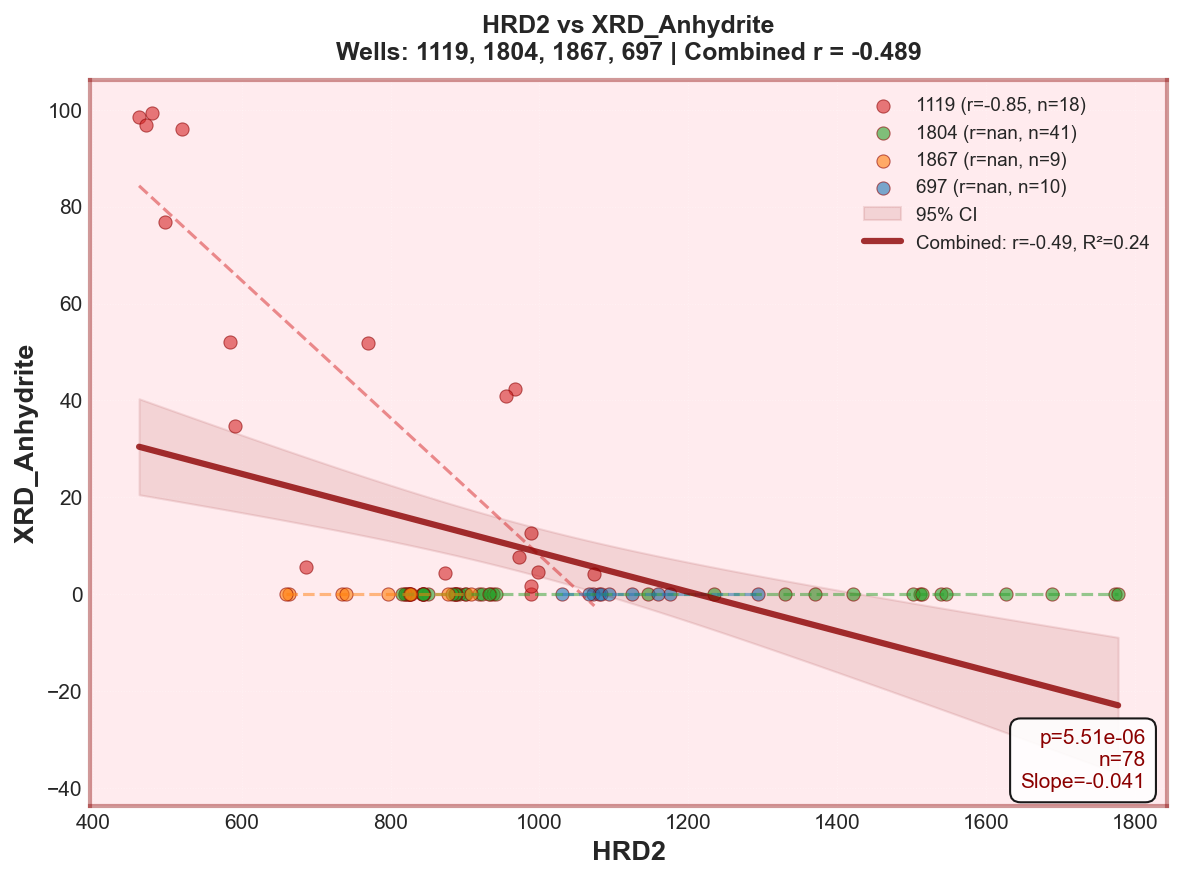 HRD2 vs XRD_Anhydrite
Wells: 1119, 1804, 1867, 697 | Combined r = -0.489
1119 (r=-0.85, n=18)
1804 (r=nan, n=41)
1867 (r=nan, n=9)
697 (r=nan, n=10)
95% CI
Combined: r=-0.49, R²=0.24
XRD_Anhydrite
100
80
60
40
20
0
−20
−40
p=5.51e-06
n=78
Slope=-0.041
400 600 800 1000 1200 1400 1600 1800
HRD2